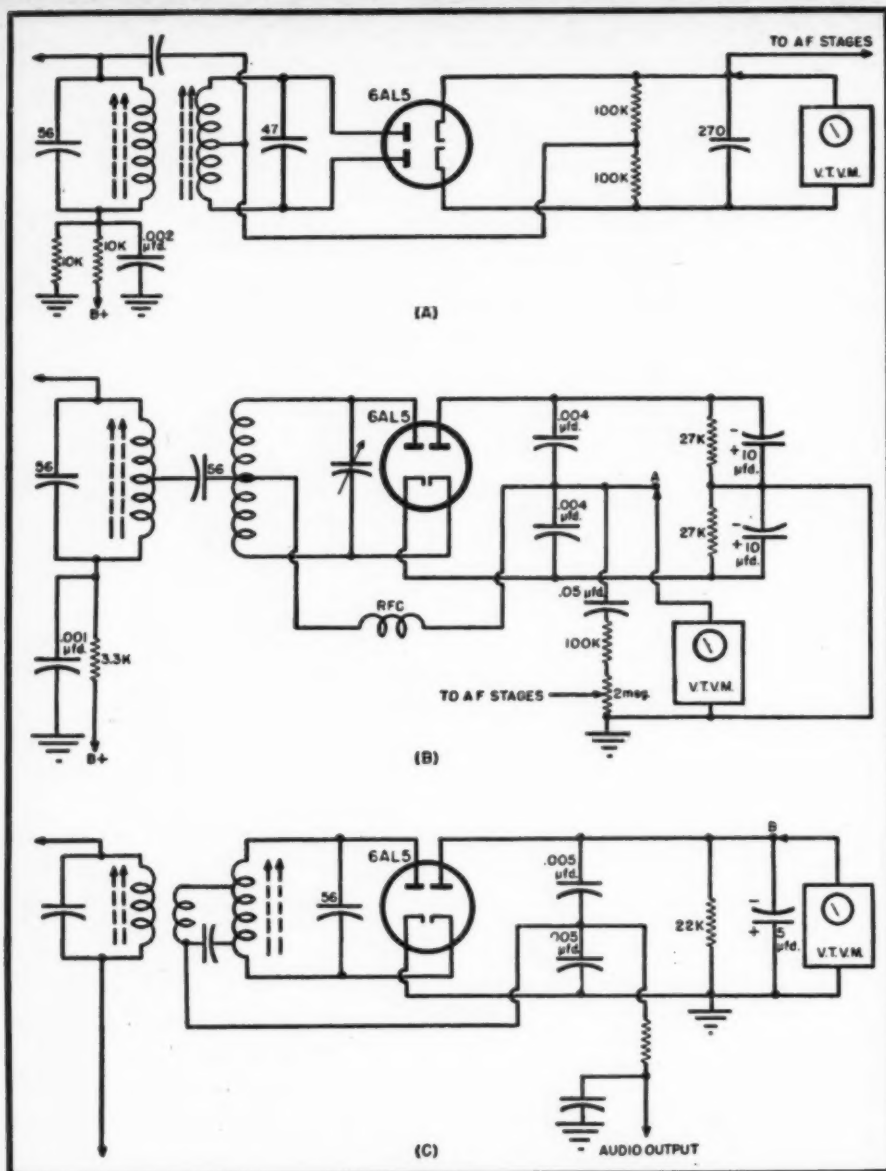 TO AF STAGES
6AL5
100K
56
47
270
V.T.V.M.
100K
10K
10K
.002
µfd.
B+
(A)
6AL5
.004
µfd.
27K
-
+ 10
µfd.
56
56
A
.004
µfd.
27K
-
+ 10
µfd.
.05 µfd.
RFC
.001
µfd.
3.3K
100K
V.T.V.M.
TO AF STAGES
2meg.
B+
(B)
6AL5
B
.005
µfd.
56
22K
-
+ 5
µfd.
V.T.V.M.
.005
µfd.
(C)
AUDIO OUTPUT